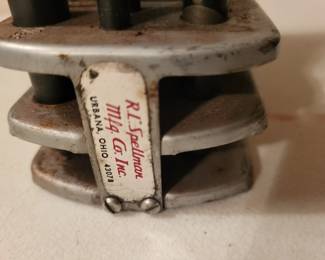 R.L. Spellman
Mfg Co. Inc.
URBANA, OHIO 43078